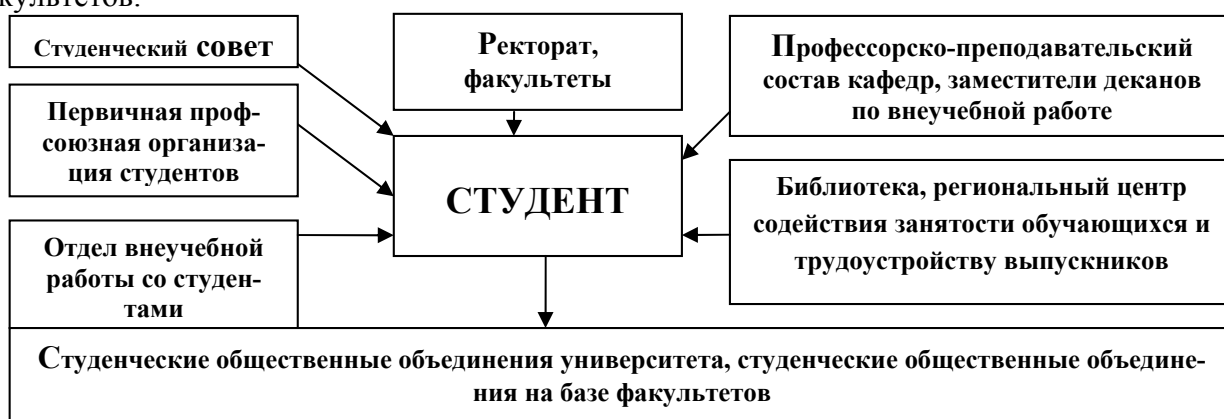 культетов.
Студенческий совет
Ректорат,
факультеты
Профессорско-преподавательский
состав кафедр, заместители деканов
по внеучебной работе
Первичная проф-
союзная организа-
ция студентов
СТУДЕНТ
Библиотека, региональный центр
содействия занятости обучающихся и
трудоустройству выпускников
Отдел внеучебной
работы со студен-
тами
Студенческие общественные объединения университета, студенческие общественные объедине-
ния на базе факультетов